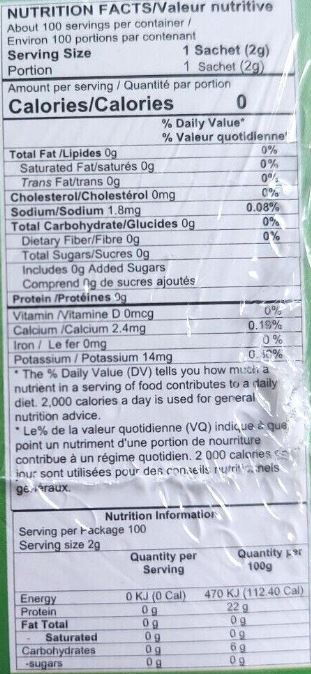 NUTRITION FACTS/Valeur nutritive
About 100 servings per container /
Environ 100 portions par contenant
Serving Size 1 Sachet (2g)
Portion 1 Sachet (2g)
Amount per serving / Quantité par portion
Calories/Calories 0
% Daily Value*
% Valeur quotidienne*
Total Fat /Lipides 0g 0%
Saturated Fat/saturés 0g 0%
Trans Fat/trans 0g 0%
Cholesterol/Cholestérol 0mg 0%
Sodium/Sodium 1.8mg 0.08%
Total Carbohydrate/Glucides 0g 0%
Dietary Fiber/Fibre 0g 0%
Total Sugars/Sucres 0g
Includes 0g Added Sugars
Comprend 0g de sucres ajoutés
Protein /Protéines 0g
Vitamin /Vitamine D 0mcg 0%
Calcium /Calcium 2.4mg 0.19%
Iron / Le fer 0mg 0%
Potassium / Potassium 14mg
* The % Daily Value (DV) tells you how much a
nutrient in a serving of food contributes to a daily
diet. 2,000 calories a day is used for general
nutrition advice.
* Le% de la valeur quotidienne (VQ) indique à que
point un nutriment d'une portion de nourriture
contribue à un régime quotidien. 2 000 calories
jour sont utilisées pour des conseils nutritionnels
généraux.
Nutrition Information
Serving per Package 100
Serving size 2g
Quantity per Quantity per
Serving 100g
Energy 0 KJ (0 Cal) 470 KJ (112.40 Cal)
Protein 0 g 22 g
Fat Total 0 g 0 g
- Saturated 0 g 0 g
Carbohydrates 0 g 6 g
-sugars 0 g 0 g